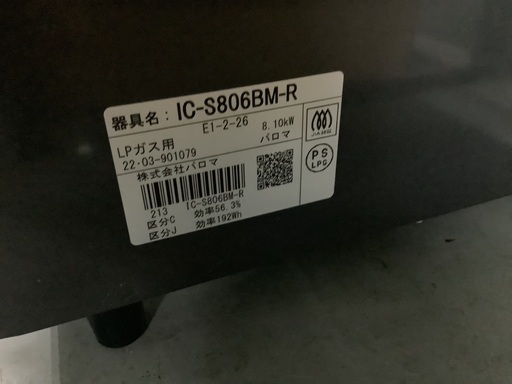 器具名: IC-S806BM-R
E1-2-26 8.10kW
LPガス用 パロマ
22-03-901079
株式会社パロマ
213 IC-S806BM-R
区分C 効率56.3%
区分J 効率192Wh
PS
LPG